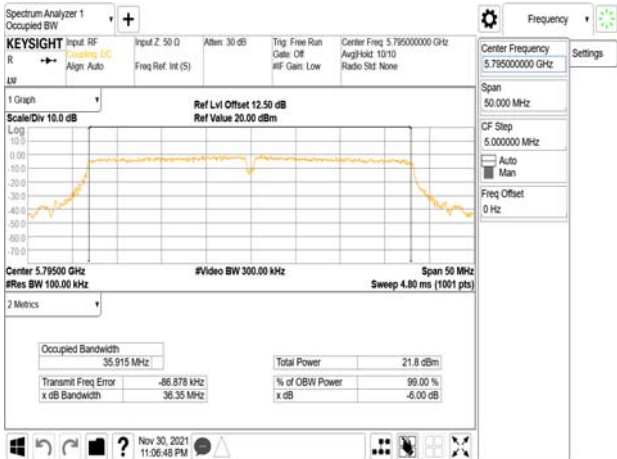 Spectrum Analyzer 1
Occupied BW
Frequency
KEYSIGHT
Input: RF
Coupling: DC
Align: Auto
Input Z: 50 Ω
Freq Ref: Int (S)
Atten: 30 dB
Trig: Free Run
Gate: Off
#IF Gain: Low
Center Freq: 5.795000000 GHz
Avg|Hold: 10/10
Radio Std: None
R
LXI
Center Frequency
5.795000000 GHz
Settings
Span
50.000 MHz
CF Step
5.000000 MHz
Auto
Man
Freq Offset
0 Hz
1 Graph
Scale/Div 10.0 dB
Ref Lvl Offset 12.50 dB
Ref Value 20.00 dBm
Log
10.0
0.00
-10.0
-20.0
-30.0
-40.0
-50.0
-60.0
-70.0
Center 5.79500 GHz
#Res BW 100.00 kHz
#Video BW 300.00 kHz
Span 50 MHz
Sweep 4.80 ms (1001 pts)
2 Metrics
Occupied Bandwidth
35.915 MHz
Total Power 21.8 dBm
Transmit Freq Error -86.878 kHz
% of OBW Power 99.00 %
x dB Bandwidth 36.35 MHz
x dB -6.00 dB
Nov 30, 2021
11:06:48 PM